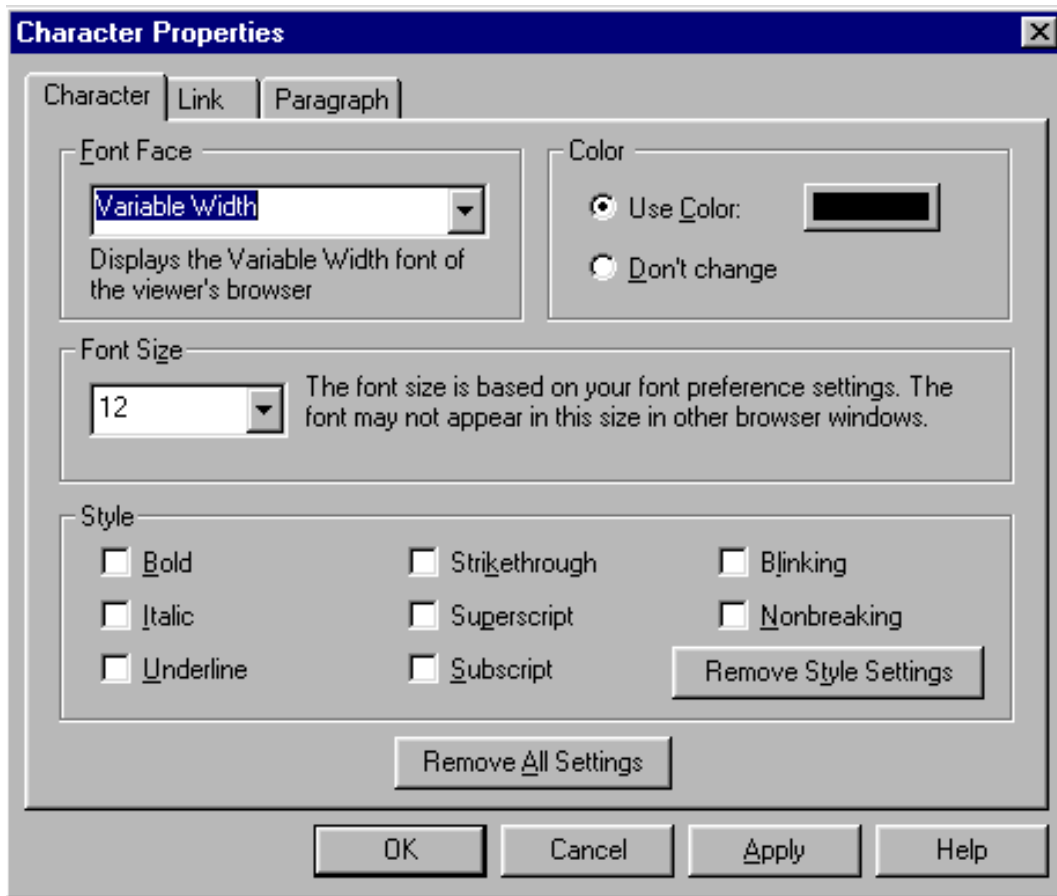 Character Properties
Character Link Paragraph
Font Face
Variable Width
Displays the Variable Width font of
the viewer's browser
Color
Use Color:
Don't change
Font Size
12
The font size is based on your font preference settings. The
font may not appear in this size in other browser windows.
Style
Bold
Strikethrough
Blinking
Italic
Superscript
Nonbreaking
Underline
Subscript
Remove Style Settings
Remove All Settings
OK Cancel Apply Help